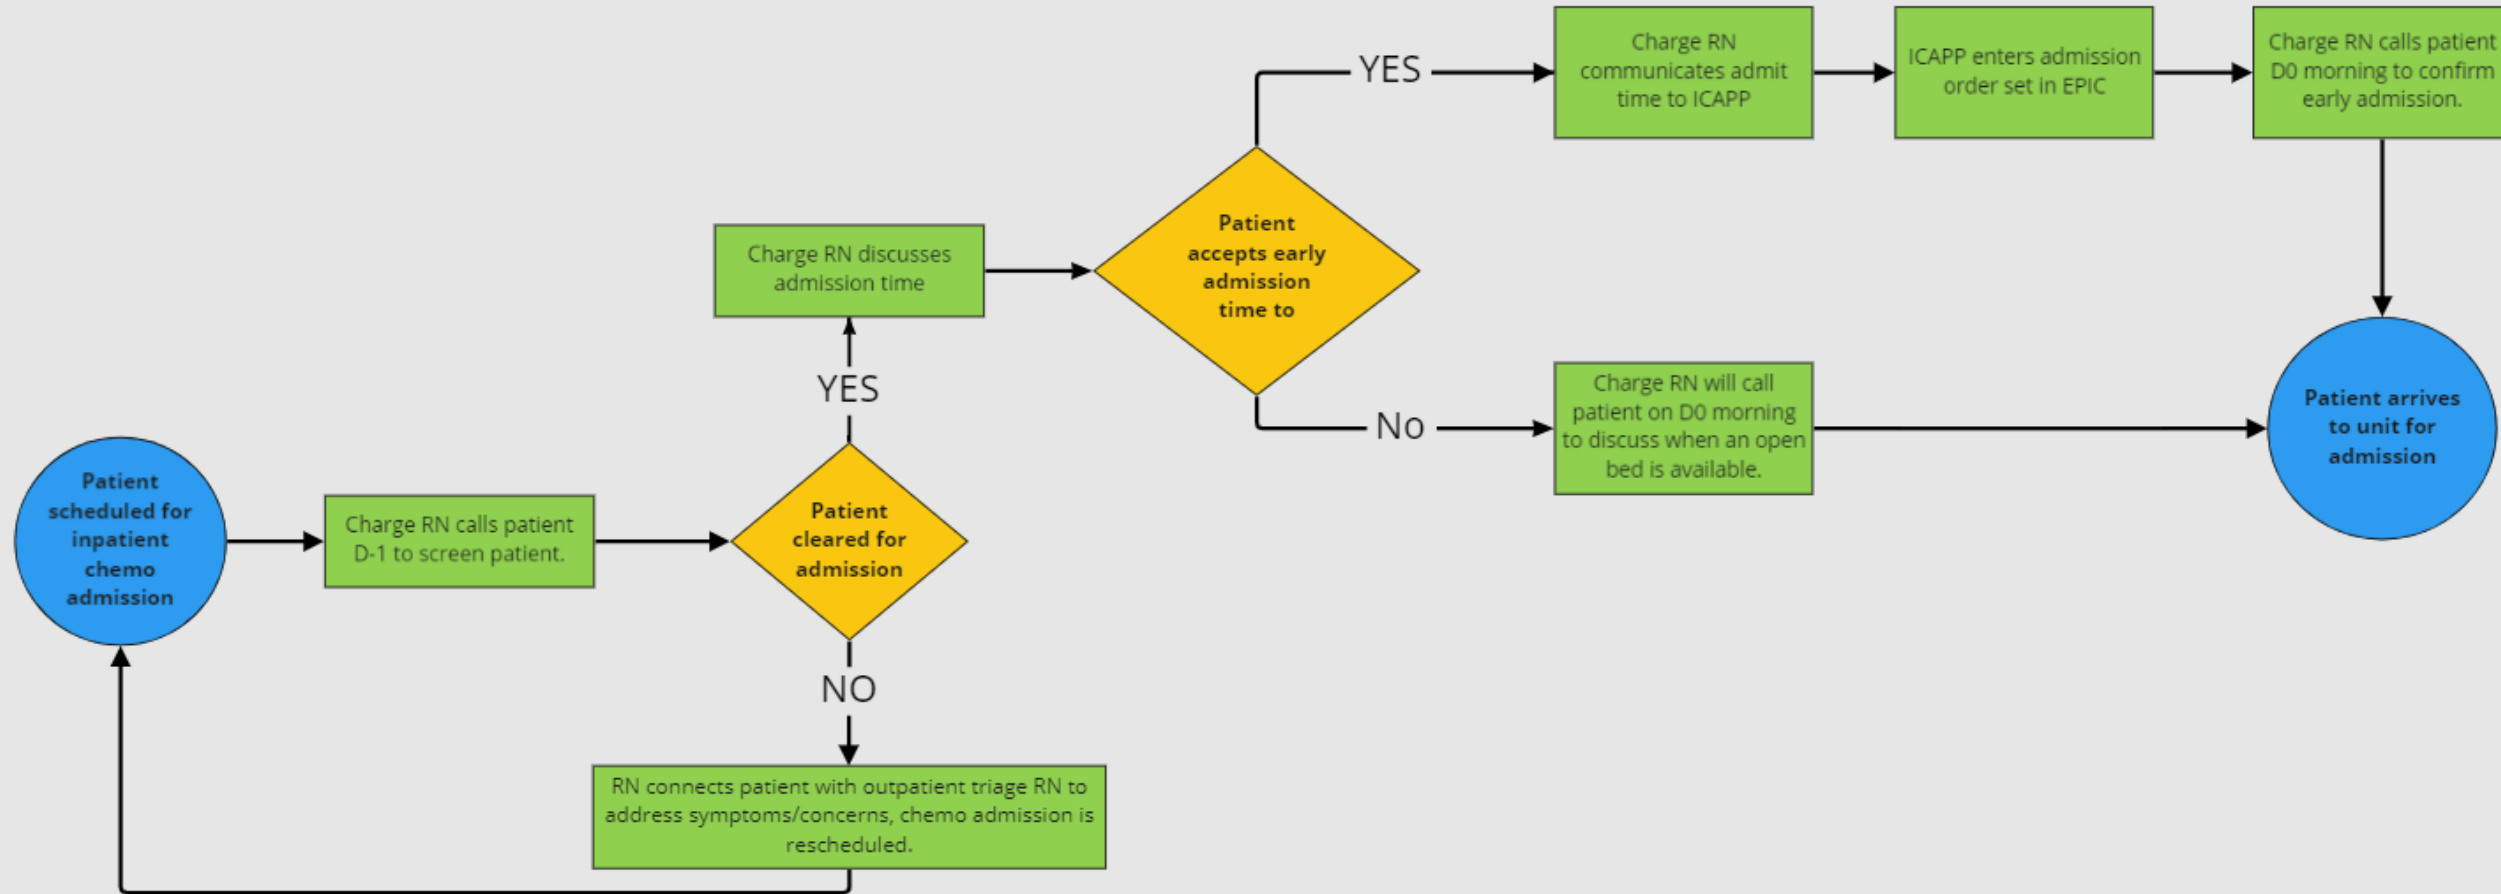 Patient
scheduled for
inpatient
chemo
admission
Charge RN calls patient
D-1 to screen patient.
Patient
cleared for
admission
YES
Charge RN discusses
admission time
NO
RN connects patient with outpatient triage RN to
address symptoms/concerns, chemo admission is
rescheduled.
Patient
accepts early
admission
time to
YES
Charge RN
communicates admit
time to ICAPP
ICAPP enters admission
order set in EPIC
Charge RN calls patient
D0 morning to confirm
early admission.
No
Charge RN will call
patient on D0 morning
to discuss when an open
bed is available.
Patient arrives
to unit for
admission